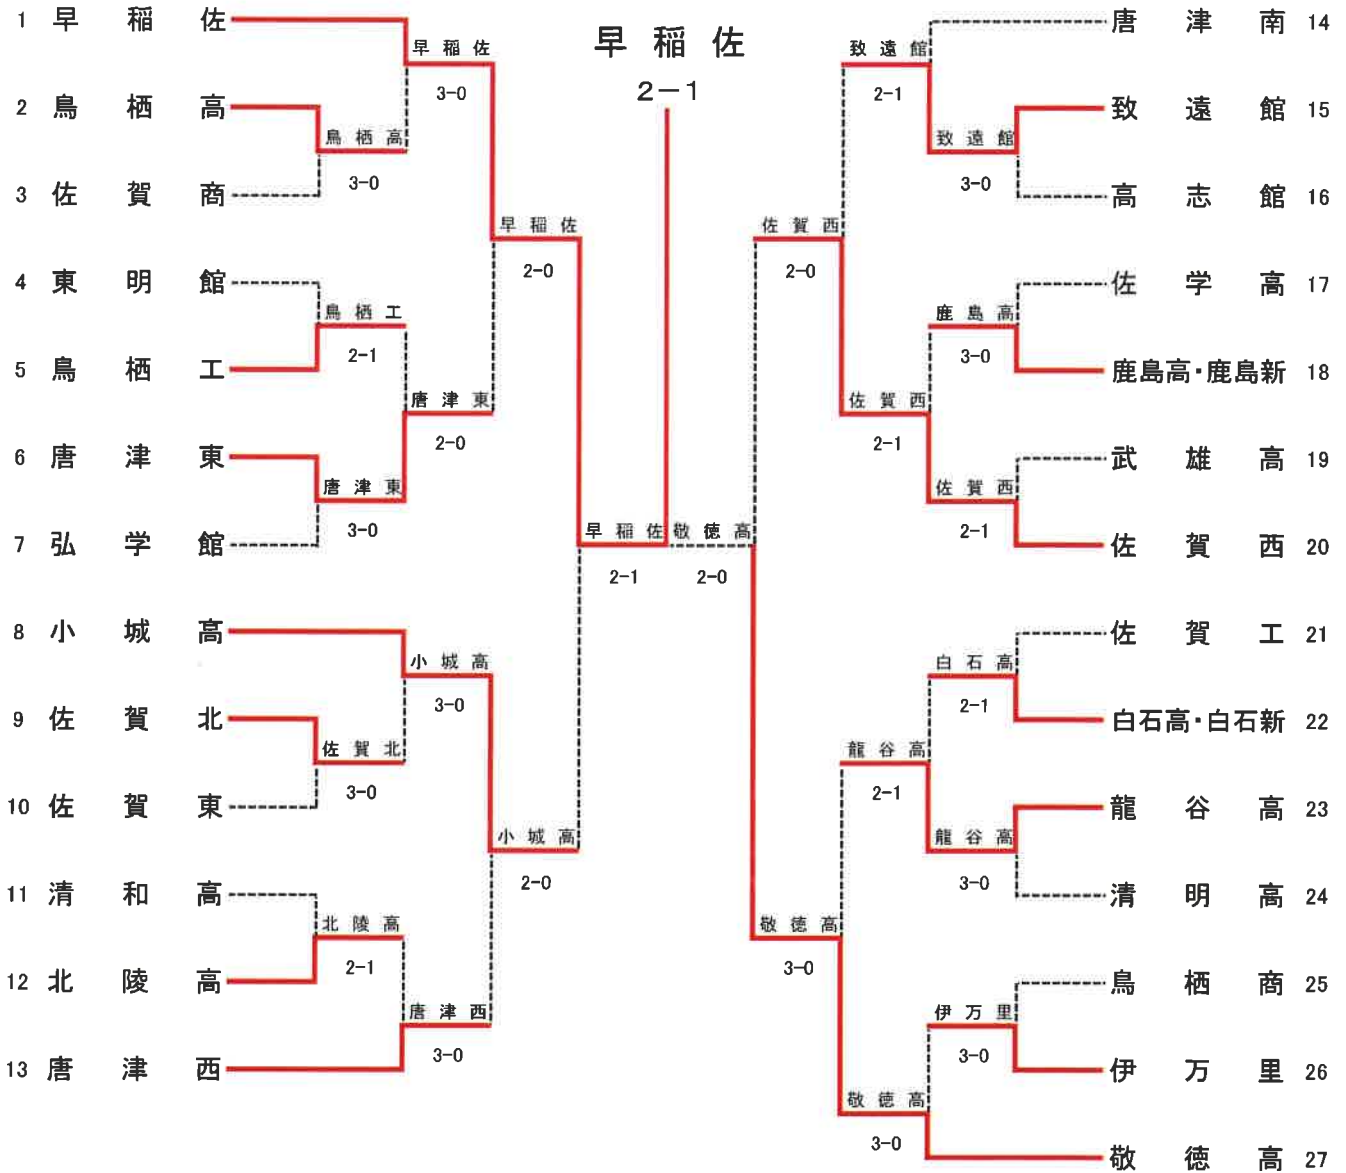 早稲佐
2-1
1 早稲佐
2 鳥栖高
3 佐賀商
4 東明館
5 鳥栖工
6 唐津東
7 弘学館
8 小城高
9 佐賀北
10 佐賀東
11 清和高
12 北陵高
13 唐津西
鳥栖高
3-0
鳥栖工
2-1
唐津東
3-0
佐賀北
3-0
北陵高
2-1
早稲佐
3-0
唐津東
2-0
小城高
3-0
唐津西
3-0
早稲佐
2-0
小城高
2-0
早稲佐
2-1
敬徳高
2-0
佐賀西
2-0
敬徳高
3-0
致遠館
2-1
佐賀西
2-1
龍谷高
2-1
敬徳高
3-0
致遠館
3-0
鹿島高
3-0
佐賀西
2-1
白石高
2-1
龍谷高
3-0
伊万里
3-0
唐津南 14
致遠館 15
高志館 16
佐学高 17
鹿島高・鹿島新 18
武雄高 19
佐賀西 20
佐賀工 21
白石高・白石新 22
龍谷高 23
清明高 24
鳥栖商 25
伊万里 26
敬徳高 27